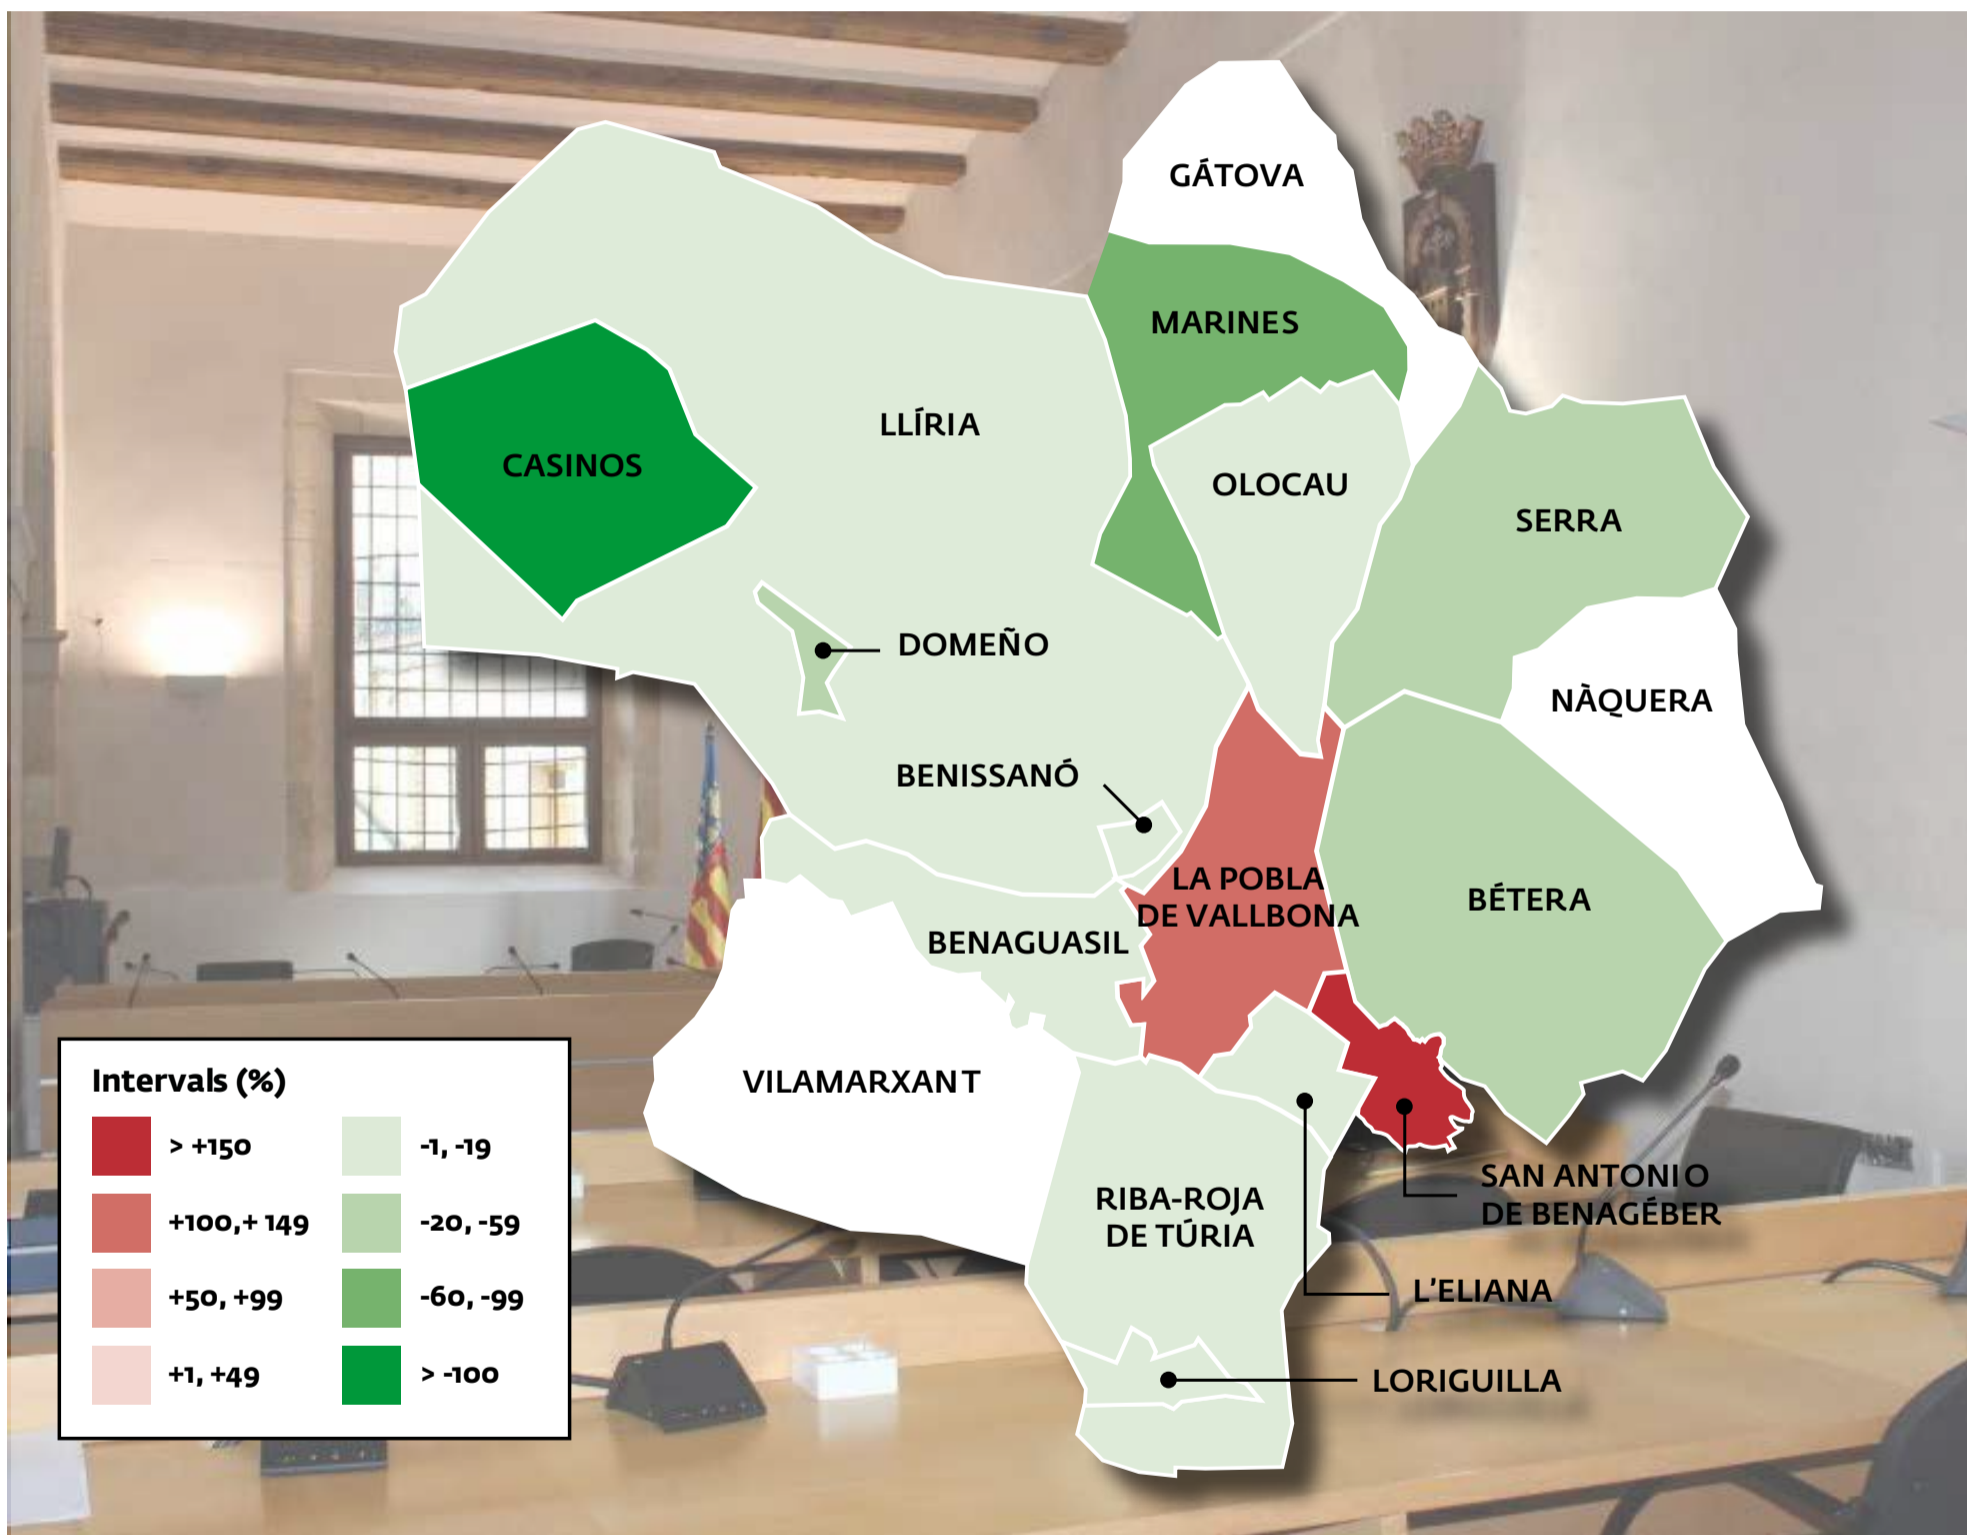 GÁTOVA
MARINES
LLÍRIA
CASINOS
OLOCAU
SERRA
DOMEÑO
NÀQUERA
BENISSANÓ
LA POBLA
DE VALLBONA
BÉTERA
BENAGUASIL
VILAMARXANT
RIBA-ROJA
DE TÚRIA
SAN ANTONIO
DE BENAGÉBER
L'ELIANA
LORIGUILLA
Intervals (%)
> +150
+100,+ 149
+50, +99
+1, +49
-1, -19
-20, -59
-60, -99
> -100